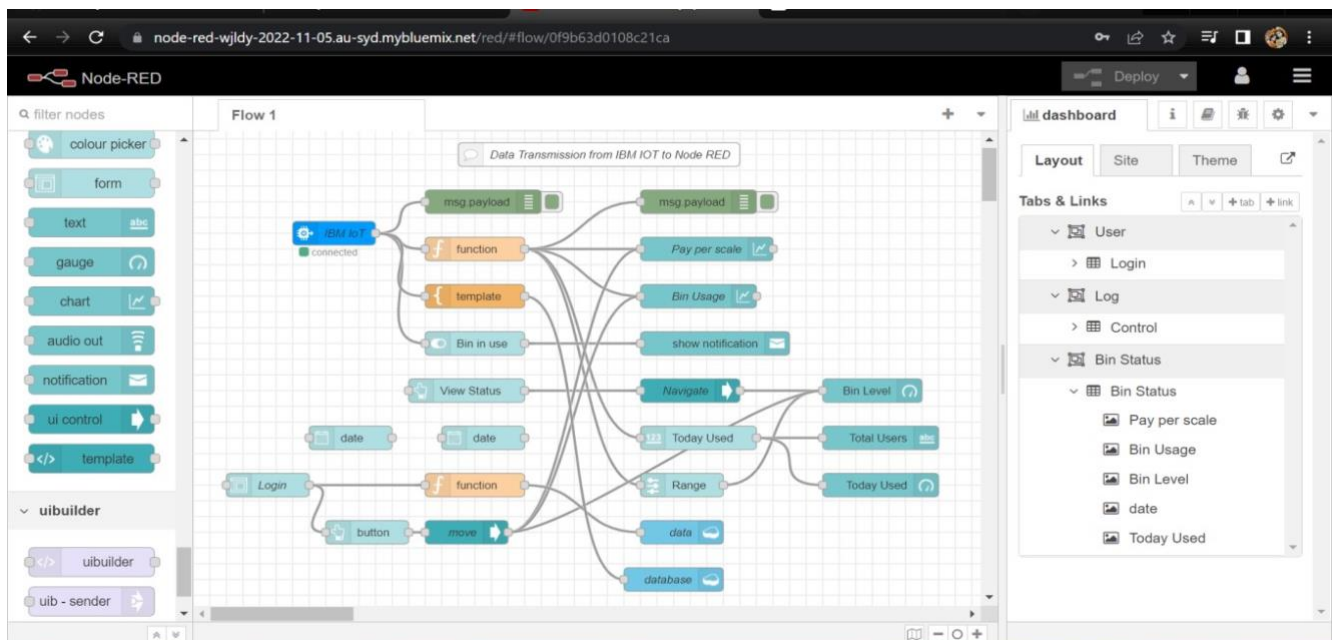 node-red-wjldy-2022-11-05.au-syd.mybluemix.net/red/#flow/0f9b63d0108c21ca
Node-RED
Deploy
filter nodes
colour picker
form
text
abc
gauge
chart
audio out
notification
ui control
template
uibuilder
uibuilder
uib - sender
Flow 1
Data Transmission from IBM IOT to Node RED
msg.payload
msg.payload
IBM IoT
connected
function
Pay per scale
template
Bin Usage
Bin in use
show notification
View Status
Navigate
Bin Level
date
date
123
Today Used
Total Users
abc
Login
function
Range
Today Used
button
move
data
database
dashboard
i
Layout
Site
Theme
Tabs & Links
+ tab
+ link
User
Login
Log
Control
Bin Status
Bin Status
Pay per scale
Bin Usage
Bin Level
date
Today Used